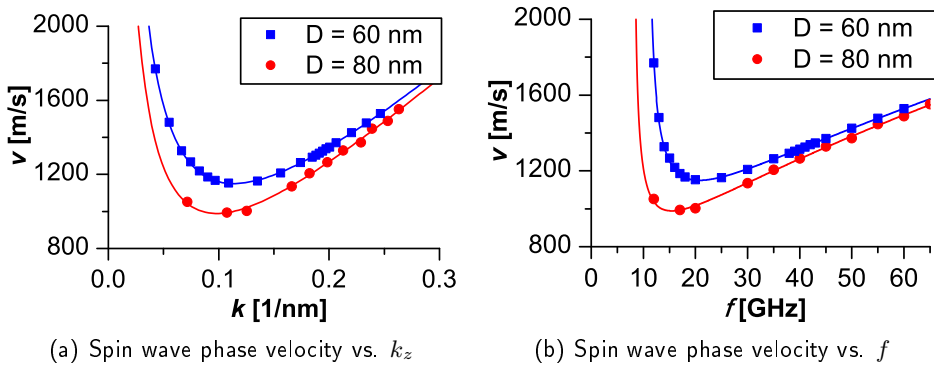 2000
1600
1200
800
v [m/s]
D = 60 nm
D = 80 nm
0.0
0.1
0.2
0.3
k [1/nm]
(a) Spin wave phase velocity vs. kz
2000
1600
1200
800
v [m/s]
D = 60 nm
D = 80 nm
0
10
20
30
40
50
60
f [GHz]
(b) Spin wave phase velocity vs. f